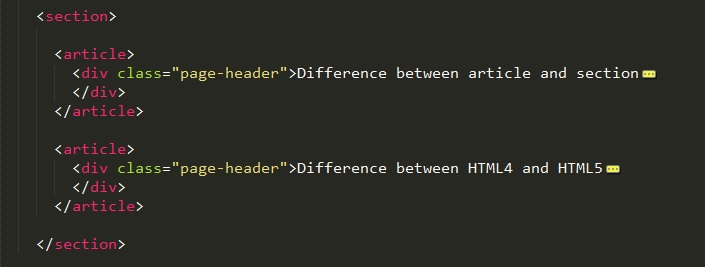 <section>
<article>
<div class="page-header">Difference between article and section
</div>
</article>
<article>
<div class="page-header">Difference between HTML4 and HTML5
</div>
</article>
</section>